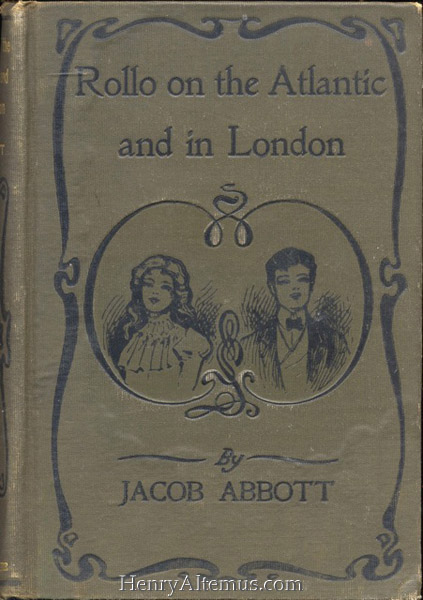 Rollo on the Atlantic
and in London
By
JACOB ABBOTT
HenryAltemus.com